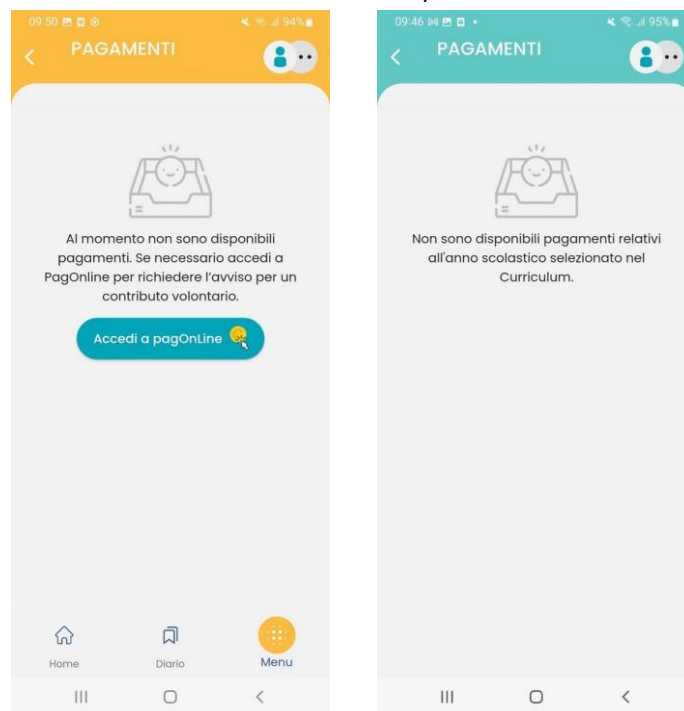 09:50
94%
PAGAMENTI
Al momento non sono disponibili
pagamenti. Se necessario accedi a
PagOnline per richiedere l'avviso per un
contributo volontario.
Accedi a pagOnLine
Home
Diario
Menu
09:46
95%
PAGAMENTI
Non sono disponibili pagamenti relativi
all'anno scolastico selezionato nel
Curriculum.